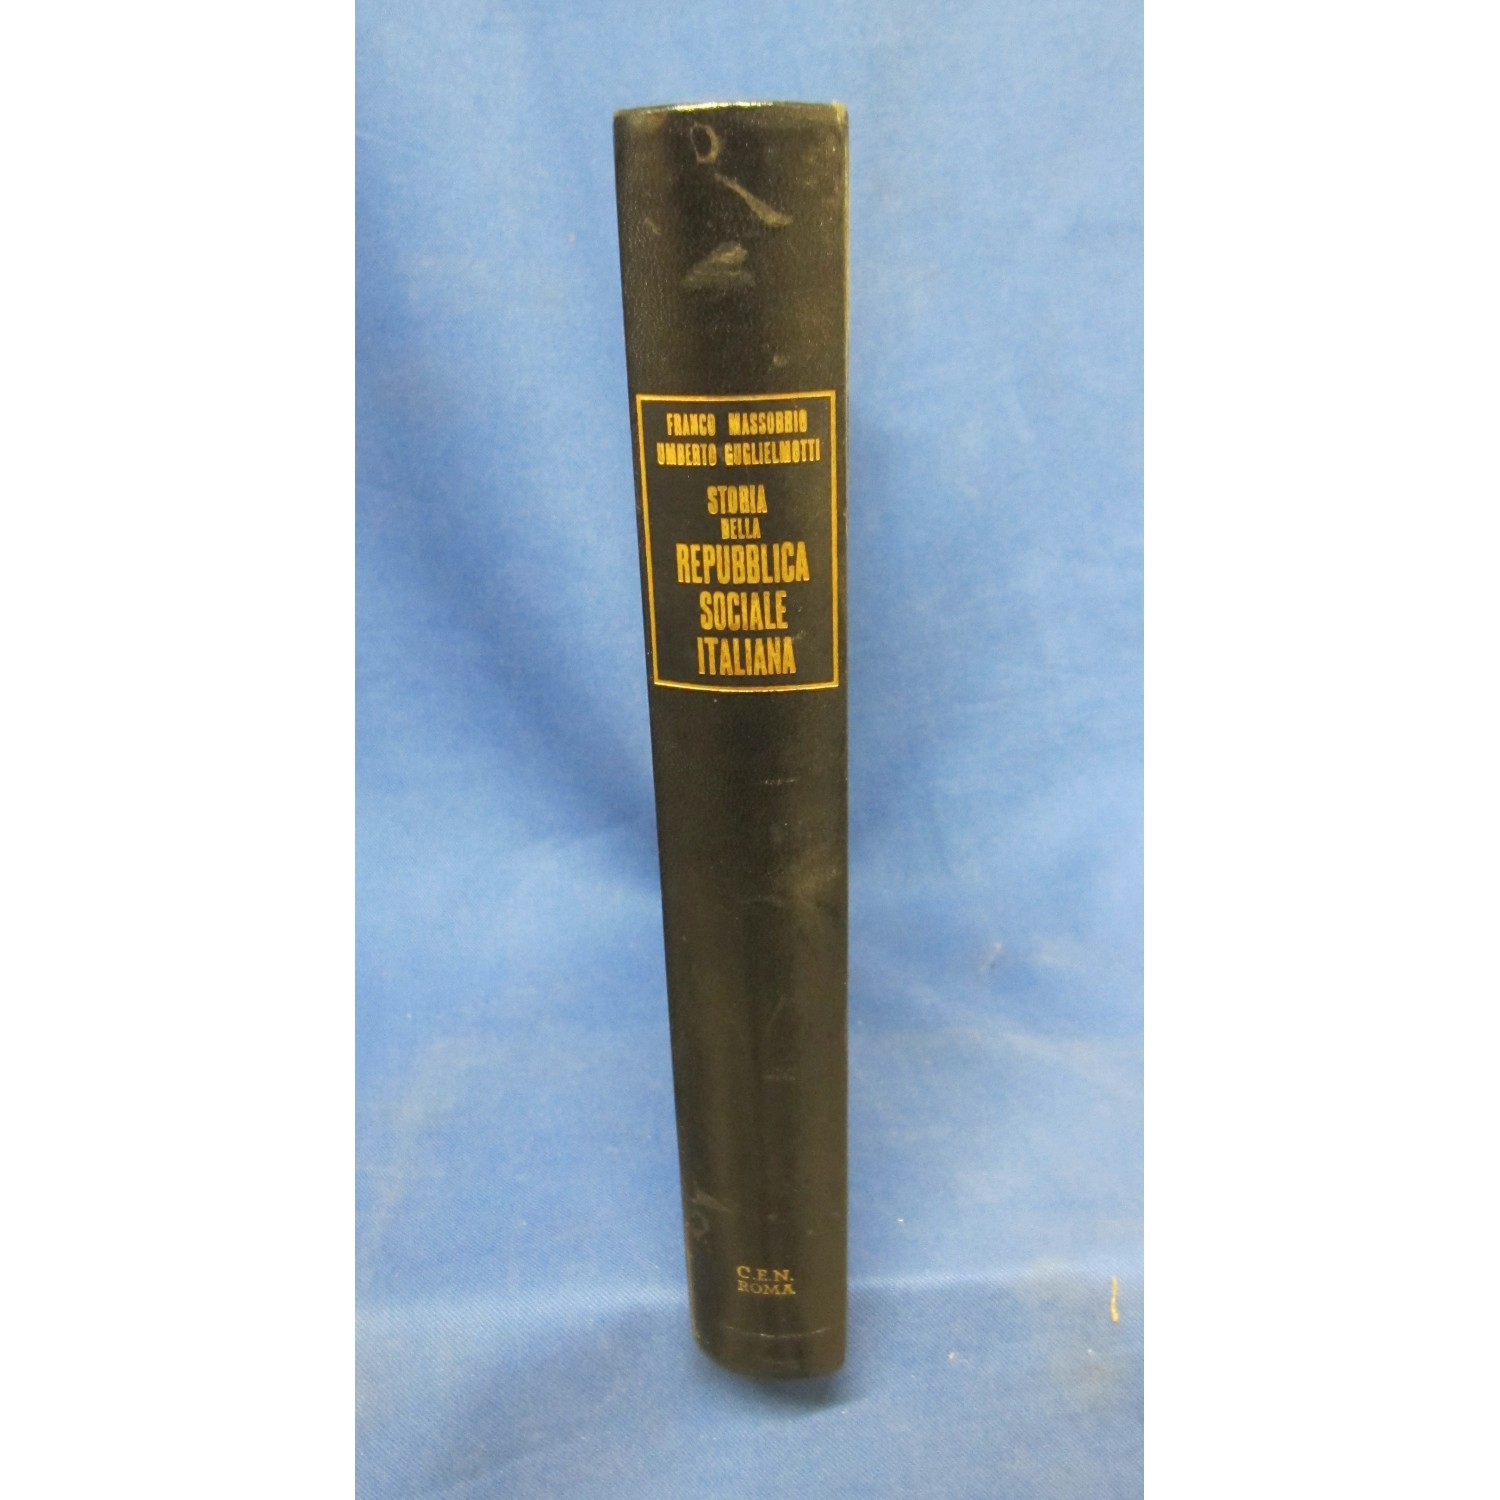 FRANCO MASSOBRIO
UMBERTO GUGLIELMOTTI
STORIA
DELLA
REPUBBLICA
SOCIALE
ITALIANA
C.E.N.
ROMA